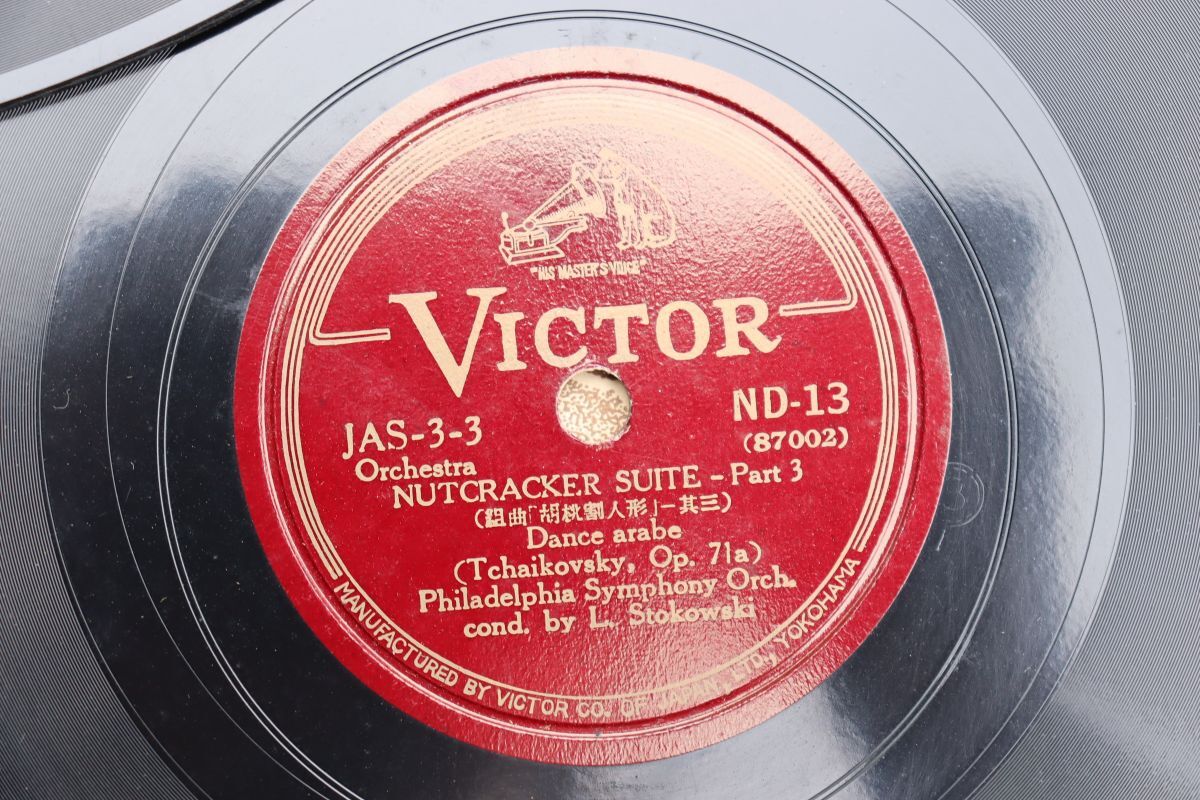 "HIS MASTER'S VOICE"
VICTOR
JAS-3-3
ND-13
(87002)
Orchestra
NUTCRACKER SUITE - Part 3
(組曲「胡桃割人形」一其三)
Dance arabe
(Tchaikovsky, Op. 71a)
Philadelphia Symphony Orch.
cond. by L. Stokowski
MANUFACTURED BY VICTOR CO. OF JAPAN, LTD., YOKOHAMA